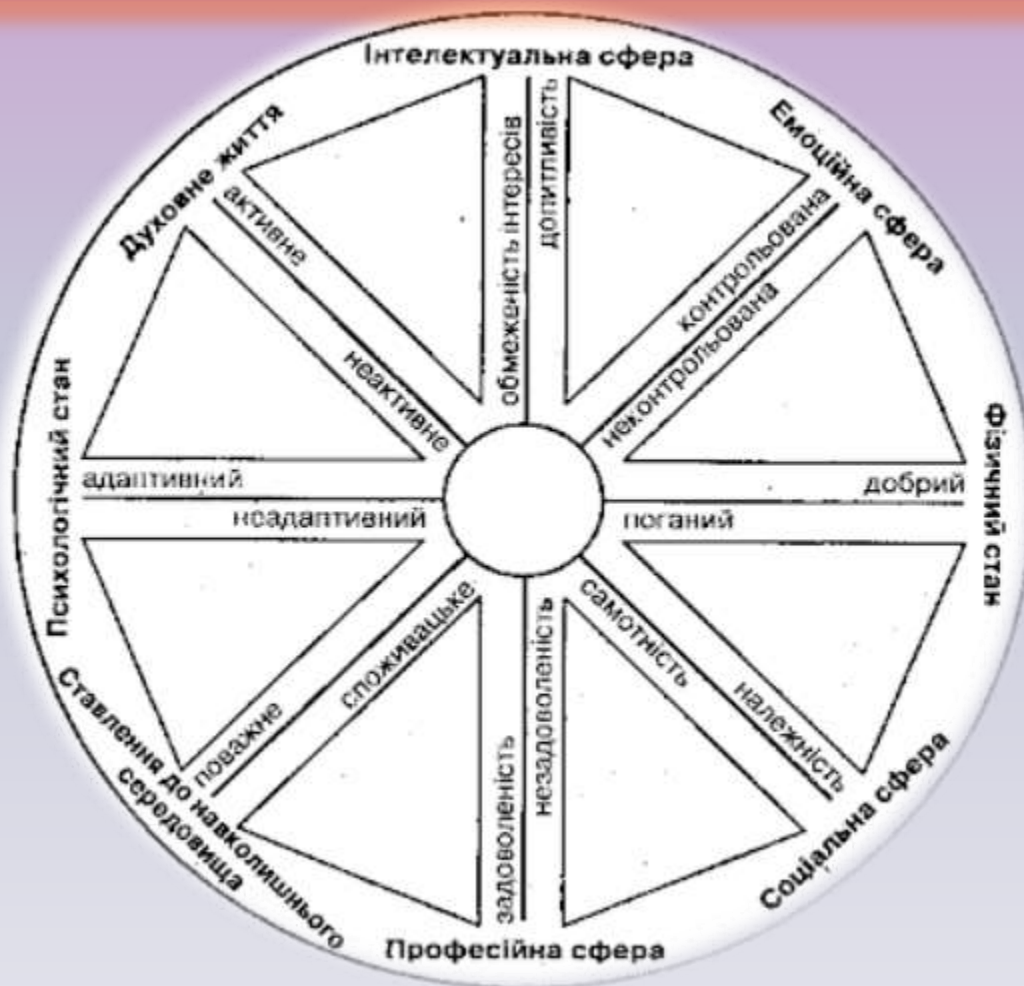 Інтелектуальна сфера
обмеженість інтересів
допитливість
Емоційна сфера
контрольована
неконтрольована
Фізичний стан
добрий
поганий
Соціальна сфера
самотність
належність
Професійна сфера
незадоволеність
задоволеність
Ставлення до навколишнього
середовища
споживацьке
поважне
Психологічний стан
адаптивний
неадаптивний
Духовне життя
активне
неактивне